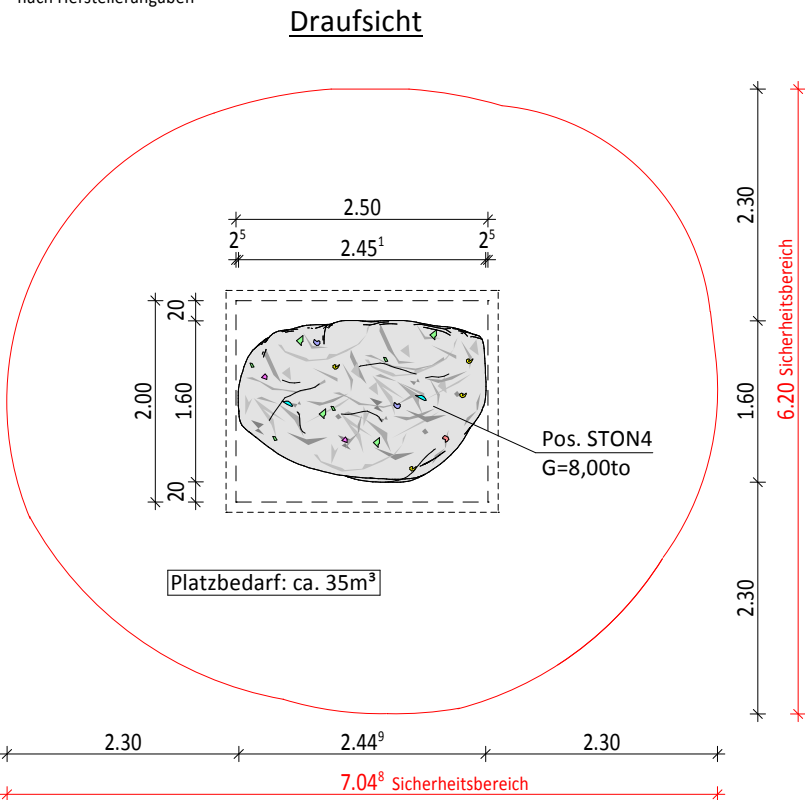 nach Herstellerangaben
Draufsicht
2.50
2⁵ 2.45¹ 2⁵
2.30
20
2.00
1.60
1.60
6.20 Sicherheitsbereich
20
Pos. STON4
G=8,00to
Platzbedarf: ca. 35m³
2.30
2.30 2.44⁹ 2.30
7.04⁸ Sicherheitsbereich